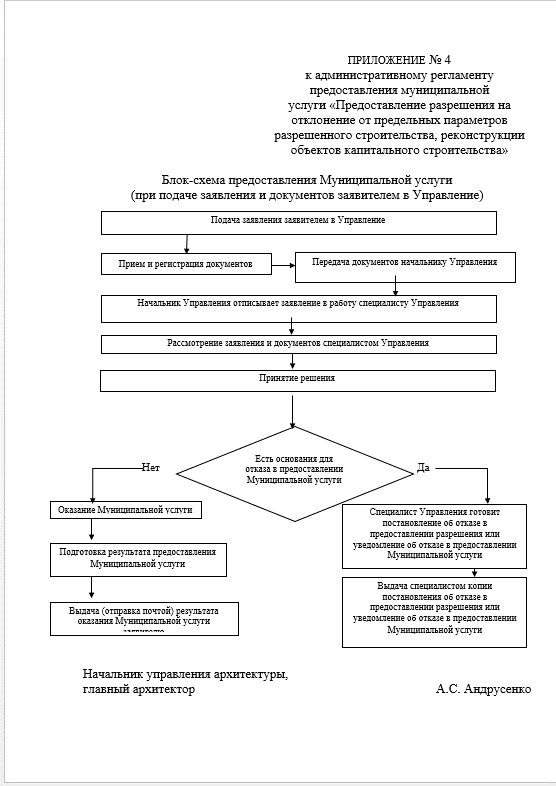 ПРИЛОЖЕНИЕ № 4
к административному регламенту
предоставления муниципальной
услуги «Предоставление разрешения на
отклонение от предельных параметров
разрешенного строительства, реконструкции
объектов капитального строительства»
Блок-схема предоставления Муниципальной услуги
(при подаче заявления и документов заявителем в Управление)
Подача заявления заявителем в Управление
Прием и регистрация документов
Передача документов начальнику Управления
Начальник Управления отписывает заявление в работу специалисту Управления
Рассмотрение заявления и документов специалистом Управления
Принятие решения
Есть основания для
отказа в предоставлении
Муниципальной услуги
Нет
Да
Оказание Муниципальной услуги
Подготовка результата предоставления
Муниципальной услуги
Выдача (отправка почтой) результата
оказания Муниципальной услуги
заявителю
Специалист Управления готовит
постановление об отказе в
предоставлении разрешения или
уведомление об отказе в предоставлении
Муниципальной услуги
Выдача специалистом копии
постановления об отказе в
предоставлении разрешения или
уведомление об отказе в предоставлении
Муниципальной услуги
Начальник управления архитектуры,
главный архитектор
А.С. Андрусенко